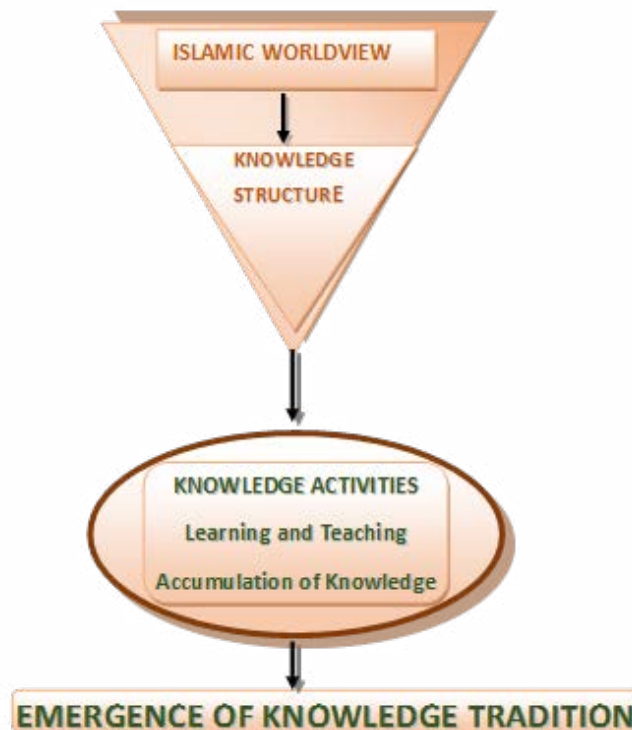 ISLAMIC WORLDVIEW
KNOWLEDGE
STRUCTURE
KNOWLEDGE ACTIVITIES
Learning and Teaching
Accumulation of Knowledge
EMERGENCE OF KNOWLEDGE TRADITION